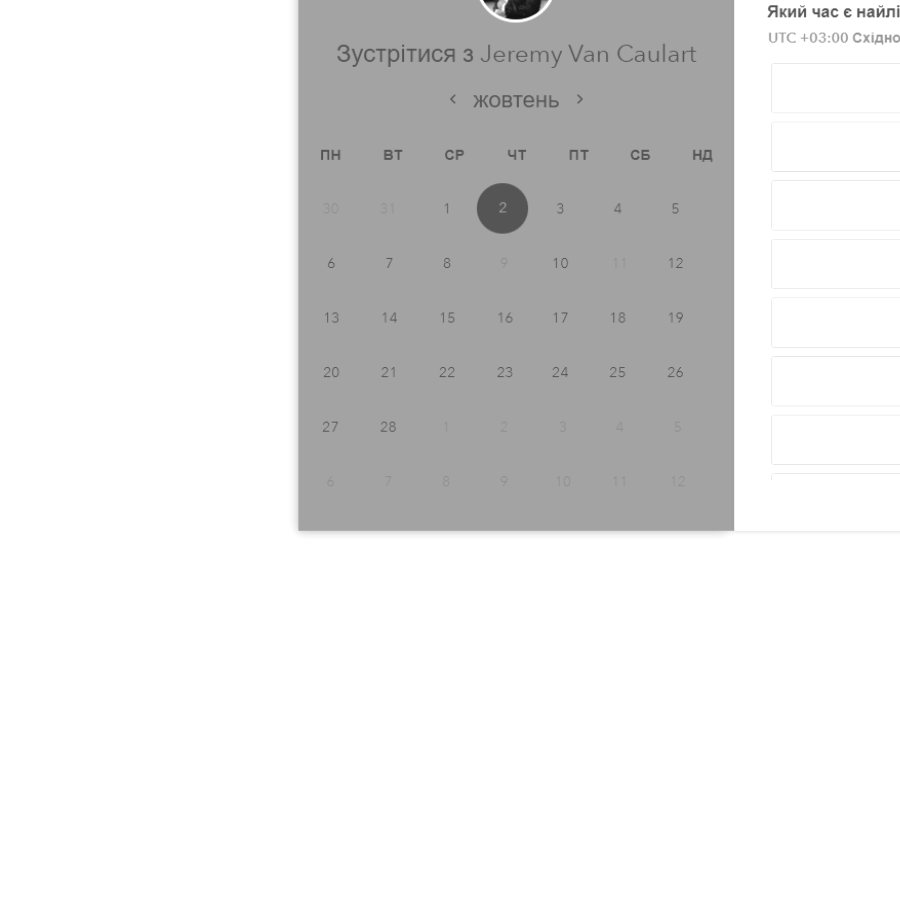 Зустрітися з Jeremy Van Caulart
‹ жовтень ›
ПН ВТ СР ЧТ ПТ СБ НД
30 31 1 2 3 4 5
6 7 8 9 10 11 12
13 14 15 16 17 18 19
20 21 22 23 24 25 26
27 28 1 2 3 4 5
6 7 8 9 10 11 12
Який час є найлі
UTC +03:00 Східно